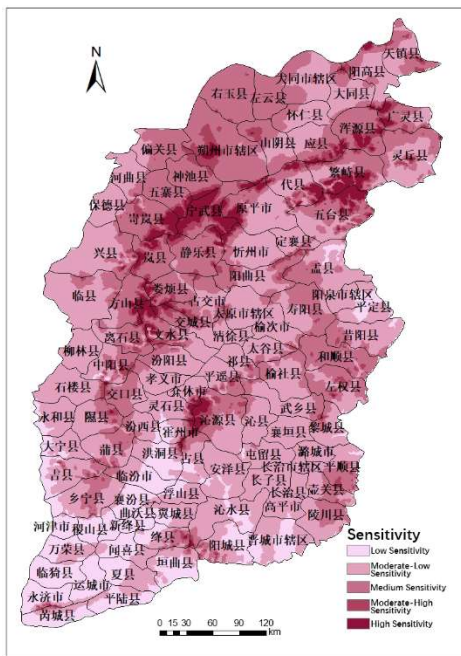 N
天镇县
阳高县
大同市辖区
大同县
右玉县
左云县
广灵县
怀仁县
浑源县
山阴县
应县
灵丘县
朔州市辖区
偏关县
神池县
河曲县
代县
繁峙县
五寨县
保德县
宁武县
原平市
五台县
岢岚县
定襄县
兴县
岚县
静乐县
忻州市
盂县
阳曲县
娄烦县
阳泉市辖区
临县
古交市
平定县
方山县
太原市辖区
寿阳县
交城县
榆次市
昔阳县
离石县
文水县
清徐县
柳林县
太谷县
和顺县
中阳县
汾阳县
祁县
榆社县
孝义市
平遥县
左权县
石楼县
交口县
介休市
灵石县
武乡县
永和县
隰县
沁源县
沁县
黎城县
汾西县
霍州市
襄垣县
大宁县
蒲县
洪洞县
古县
屯留县
潞城市
吉县
安泽县
长治市辖区
平顺县
临汾市
长子县
乡宁县
浮山县
长治县
壶关县
襄汾县
曲沃县
翼城县
沁水县
高平市
陵川县
河津市
稷山县
新绛县
绛县
万荣县
闻喜县
阳城县
晋城市辖区
垣曲县
临猗县
夏县
运城市
永济市
平陆县
芮城县
Sensitivity
Low Sensitivity
Moderate-Low
Sensitivity
Medium Sensitivity
Moderate-High
Sensitivity
High Sensitivity
0 15 30 60 90 120
km